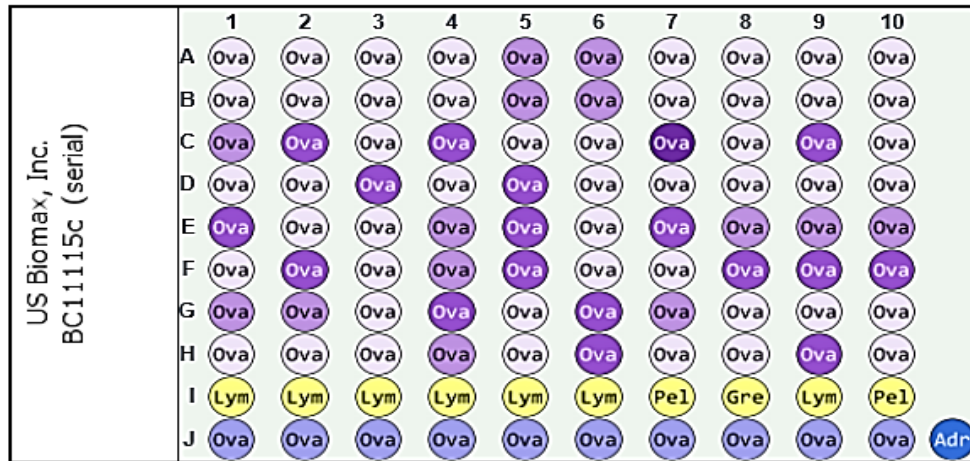 US Biomax, Inc.
BC11115c (serial)
1 2 3 4 5 6 7 8 9 10
A Ova Ova Ova Ova Ova Ova Ova Ova Ova Ova
B Ova Ova Ova Ova Ova Ova Ova Ova Ova Ova
C Ova Ova Ova Ova Ova Ova Ova Ova Ova Ova
D Ova Ova Ova Ova Ova Ova Ova Ova Ova Ova
E Ova Ova Ova Ova Ova Ova Ova Ova Ova Ova
F Ova Ova Ova Ova Ova Ova Ova Ova Ova Ova
G Ova Ova Ova Ova Ova Ova Ova Ova Ova Ova
H Ova Ova Ova Ova Ova Ova Ova Ova Ova Ova
I Lym Lym Lym Lym Lym Lym Pel Gre Lym Pel
J Ova Ova Ova Ova Ova Ova Ova Ova Ova Ova Adr